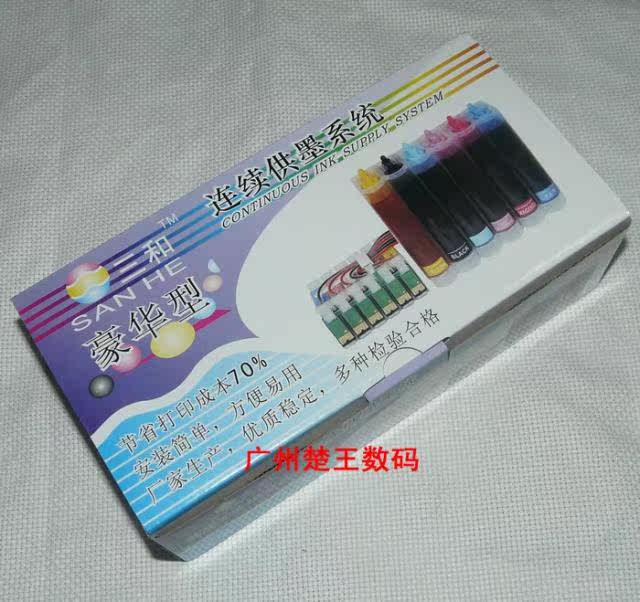 三和™
SAN HE
豪华型
连续供墨系统
CONTINUOUS INK SUPPLY SYSTEM
BLACK
节省打印成本70%
安装简单，方便易用
厂家生产，优质稳定，多种检验合格
广州楚王数码